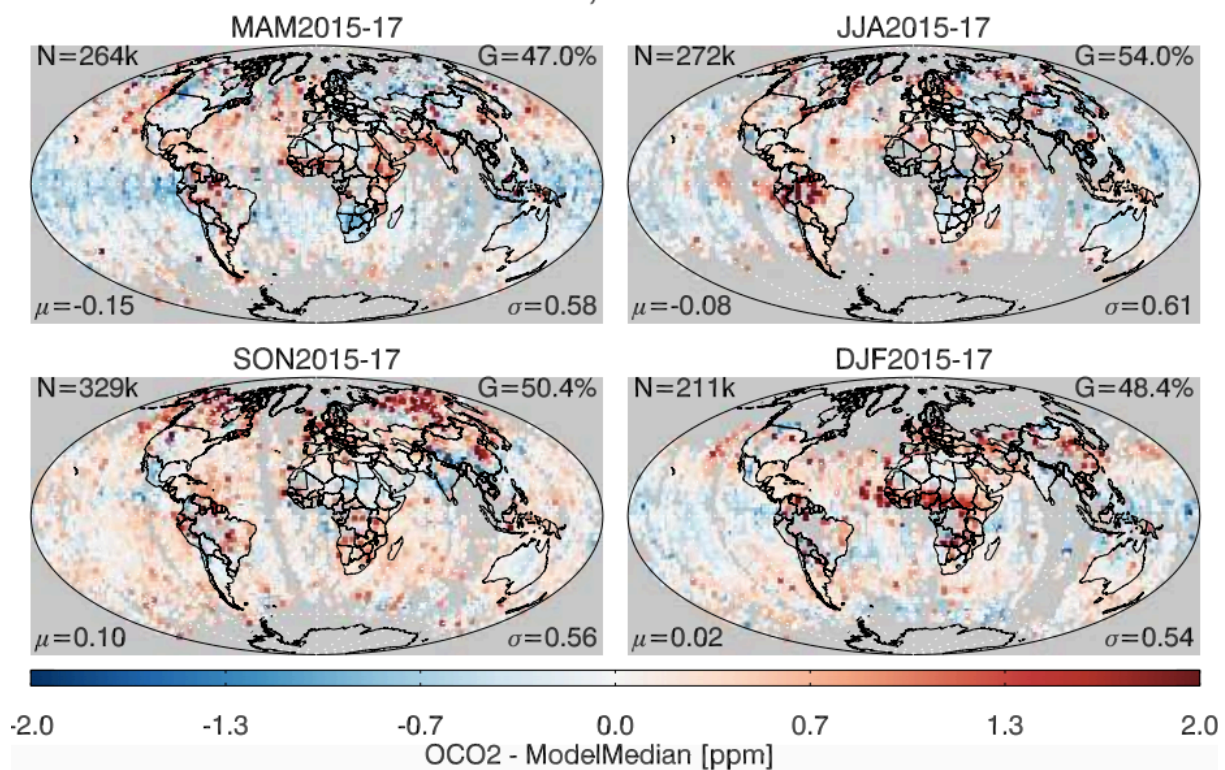 MAM2015-17
JJA2015-17
N=264k
G=47.0%
N=272k
G=54.0%
μ=-0.15
σ=0.58
μ=-0.08
σ=0.61
SON2015-17
DJF2015-17
N=329k
G=50.4%
N=211k
G=48.4%
μ=0.10
σ=0.56
μ=0.02
σ=0.54
-2.0 -1.3 -0.7 0.0 0.7 1.3 2.0
OCO2 - ModelMedian [ppm]